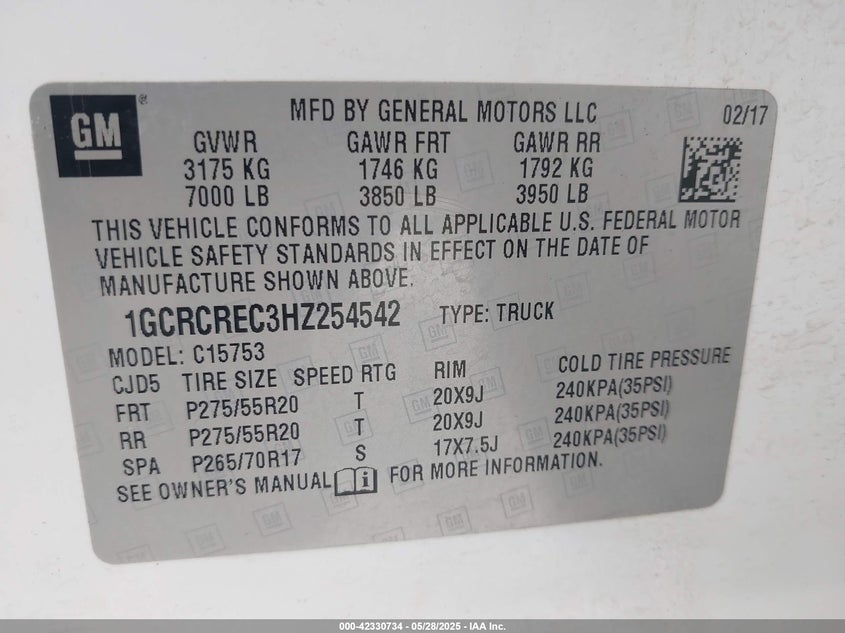 GM
®
MFD BY GENERAL MOTORS LLC 02/17
GVWR GAWR FRT GAWR RR
3175 KG 1746 KG 1792 KG
7000 LB 3850 LB 3950 LB
THIS VEHICLE CONFORMS TO ALL APPLICABLE U.S. FEDERAL MOTOR
VEHICLE SAFETY STANDARDS IN EFFECT ON THE DATE OF
MANUFACTURE SHOWN ABOVE.
1GCRCREC3HZ254542 TYPE: TRUCK
MODEL: C15753
CJD5 TIRE SIZE SPEED RTG RIM COLD TIRE PRESSURE
FRT P275/55R20 T 20X9J 240KPA(35PSI)
RR P275/55R20 T 20X9J 240KPA(35PSI)
SPA P265/70R17 S 17X7.5J 240KPA(35PSI)
SEE OWNER'S MANUAL i FOR MORE INFORMATION.
000-42330734 - 05/28/2025 - IAA Inc.